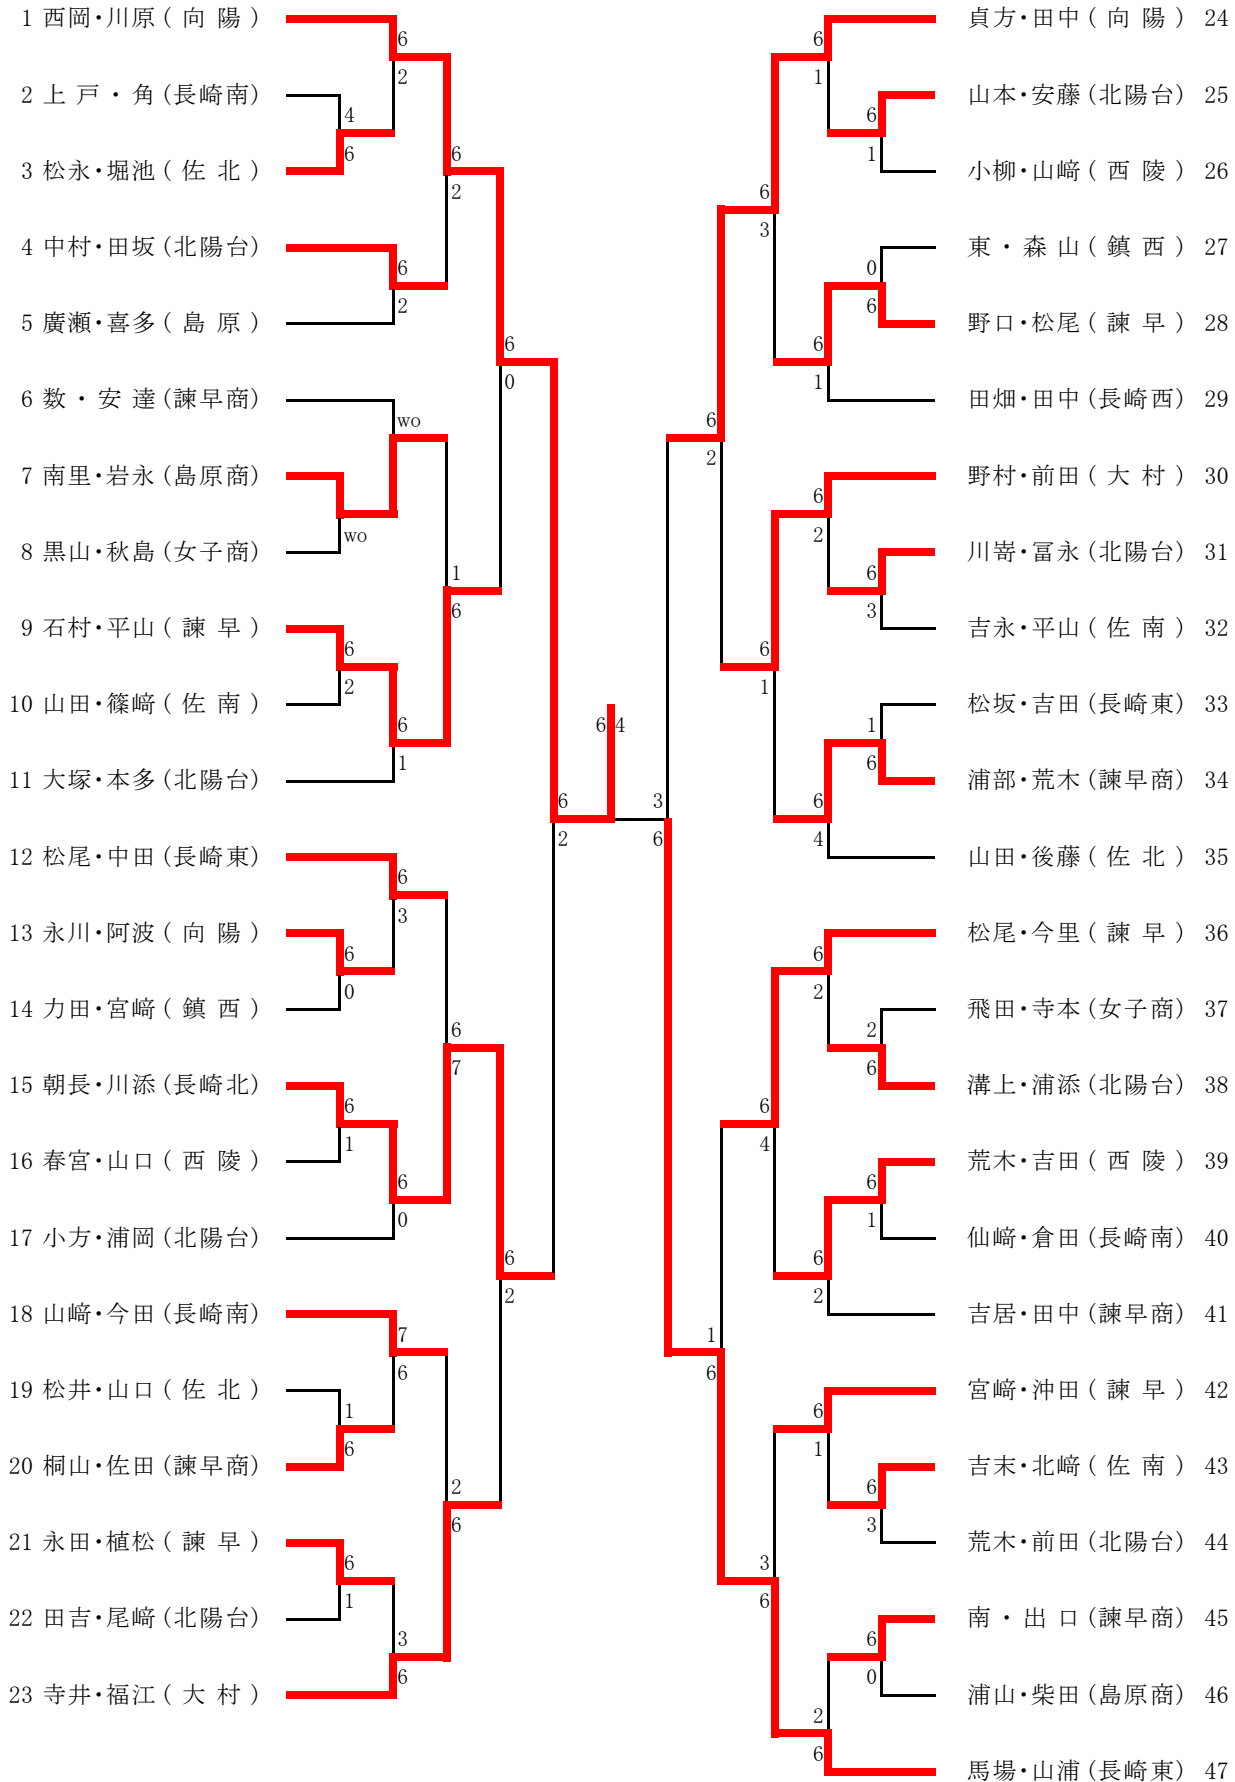 1 西岡・川原 ( 向 陽 )
6
2
2 上 戸 ・ 角 (長崎南)
4
6
3 松永・堀池 ( 佐 北 )
6
2
4 中村・田坂 (北陽台)
6
2
5 廣瀬・喜多 ( 島 原 )
6
0
6 数 ・ 安 達 (諫早商)
wo
7 南里・岩永 (島原商)
wo
8 黒山・秋島 (女子商)
1
6
9 石村・平山 ( 諫 早 )
6
2
10 山田・篠﨑 ( 佐 南 )
6
1
11 大塚・本多 (北陽台)
6
2
12 松尾・中田 (長崎東)
6
3
13 永川・阿波 ( 向 陽 )
6
0
14 力田・宮﨑 ( 鎮 西 )
6
7
15 朝長・川添 (長崎北)
6
1
16 春宮・山口 ( 西 陵 )
6
0
17 小方・浦岡 (北陽台)
6
2
18 山﨑・今田 (長崎南)
7
6
19 松井・山口 ( 佐 北 )
1
6
20 桐山・佐田 (諫早商)
2
6
21 永田・植松 ( 諫 早 )
6
1
22 田吉・尾﨑 (北陽台)
3
6
23 寺井・福江 ( 大 村 )
6 4
3
6
貞方・田中 ( 向 陽 ) 24
6
1
山本・安藤 (北陽台) 25
6
1
小柳・山﨑 ( 西 陵 ) 26
6
3
東 ・ 森 山 ( 鎮 西 ) 27
0
6
野口・松尾 ( 諫 早 ) 28
6
1
田畑・田中 (長崎西) 29
6
2
野村・前田 ( 大 村 ) 30
6
2
川嵜・冨永 (北陽台) 31
6
3
吉永・平山 ( 佐 南 ) 32
6
1
松坂・吉田 (長崎東) 33
1
6
浦部・荒木 (諫早商) 34
6
4
山田・後藤 ( 佐 北 ) 35
松尾・今里 ( 諫 早 ) 36
6
2
飛田・寺本 (女子商) 37
2
6
溝上・浦添 (北陽台) 38
6
4
荒木・吉田 ( 西 陵 ) 39
6
1
仙﨑・倉田 (長崎南) 40
6
2
吉居・田中 (諫早商) 41
1
6
宮﨑・沖田 ( 諫 早 ) 42
6
1
吉末・北﨑 ( 佐 南 ) 43
6
3
荒木・前田 (北陽台) 44
3
6
南 ・ 出 口 (諫早商) 45
6
0
浦山・柴田 (島原商) 46
2
6
馬場・山浦 (長崎東) 47